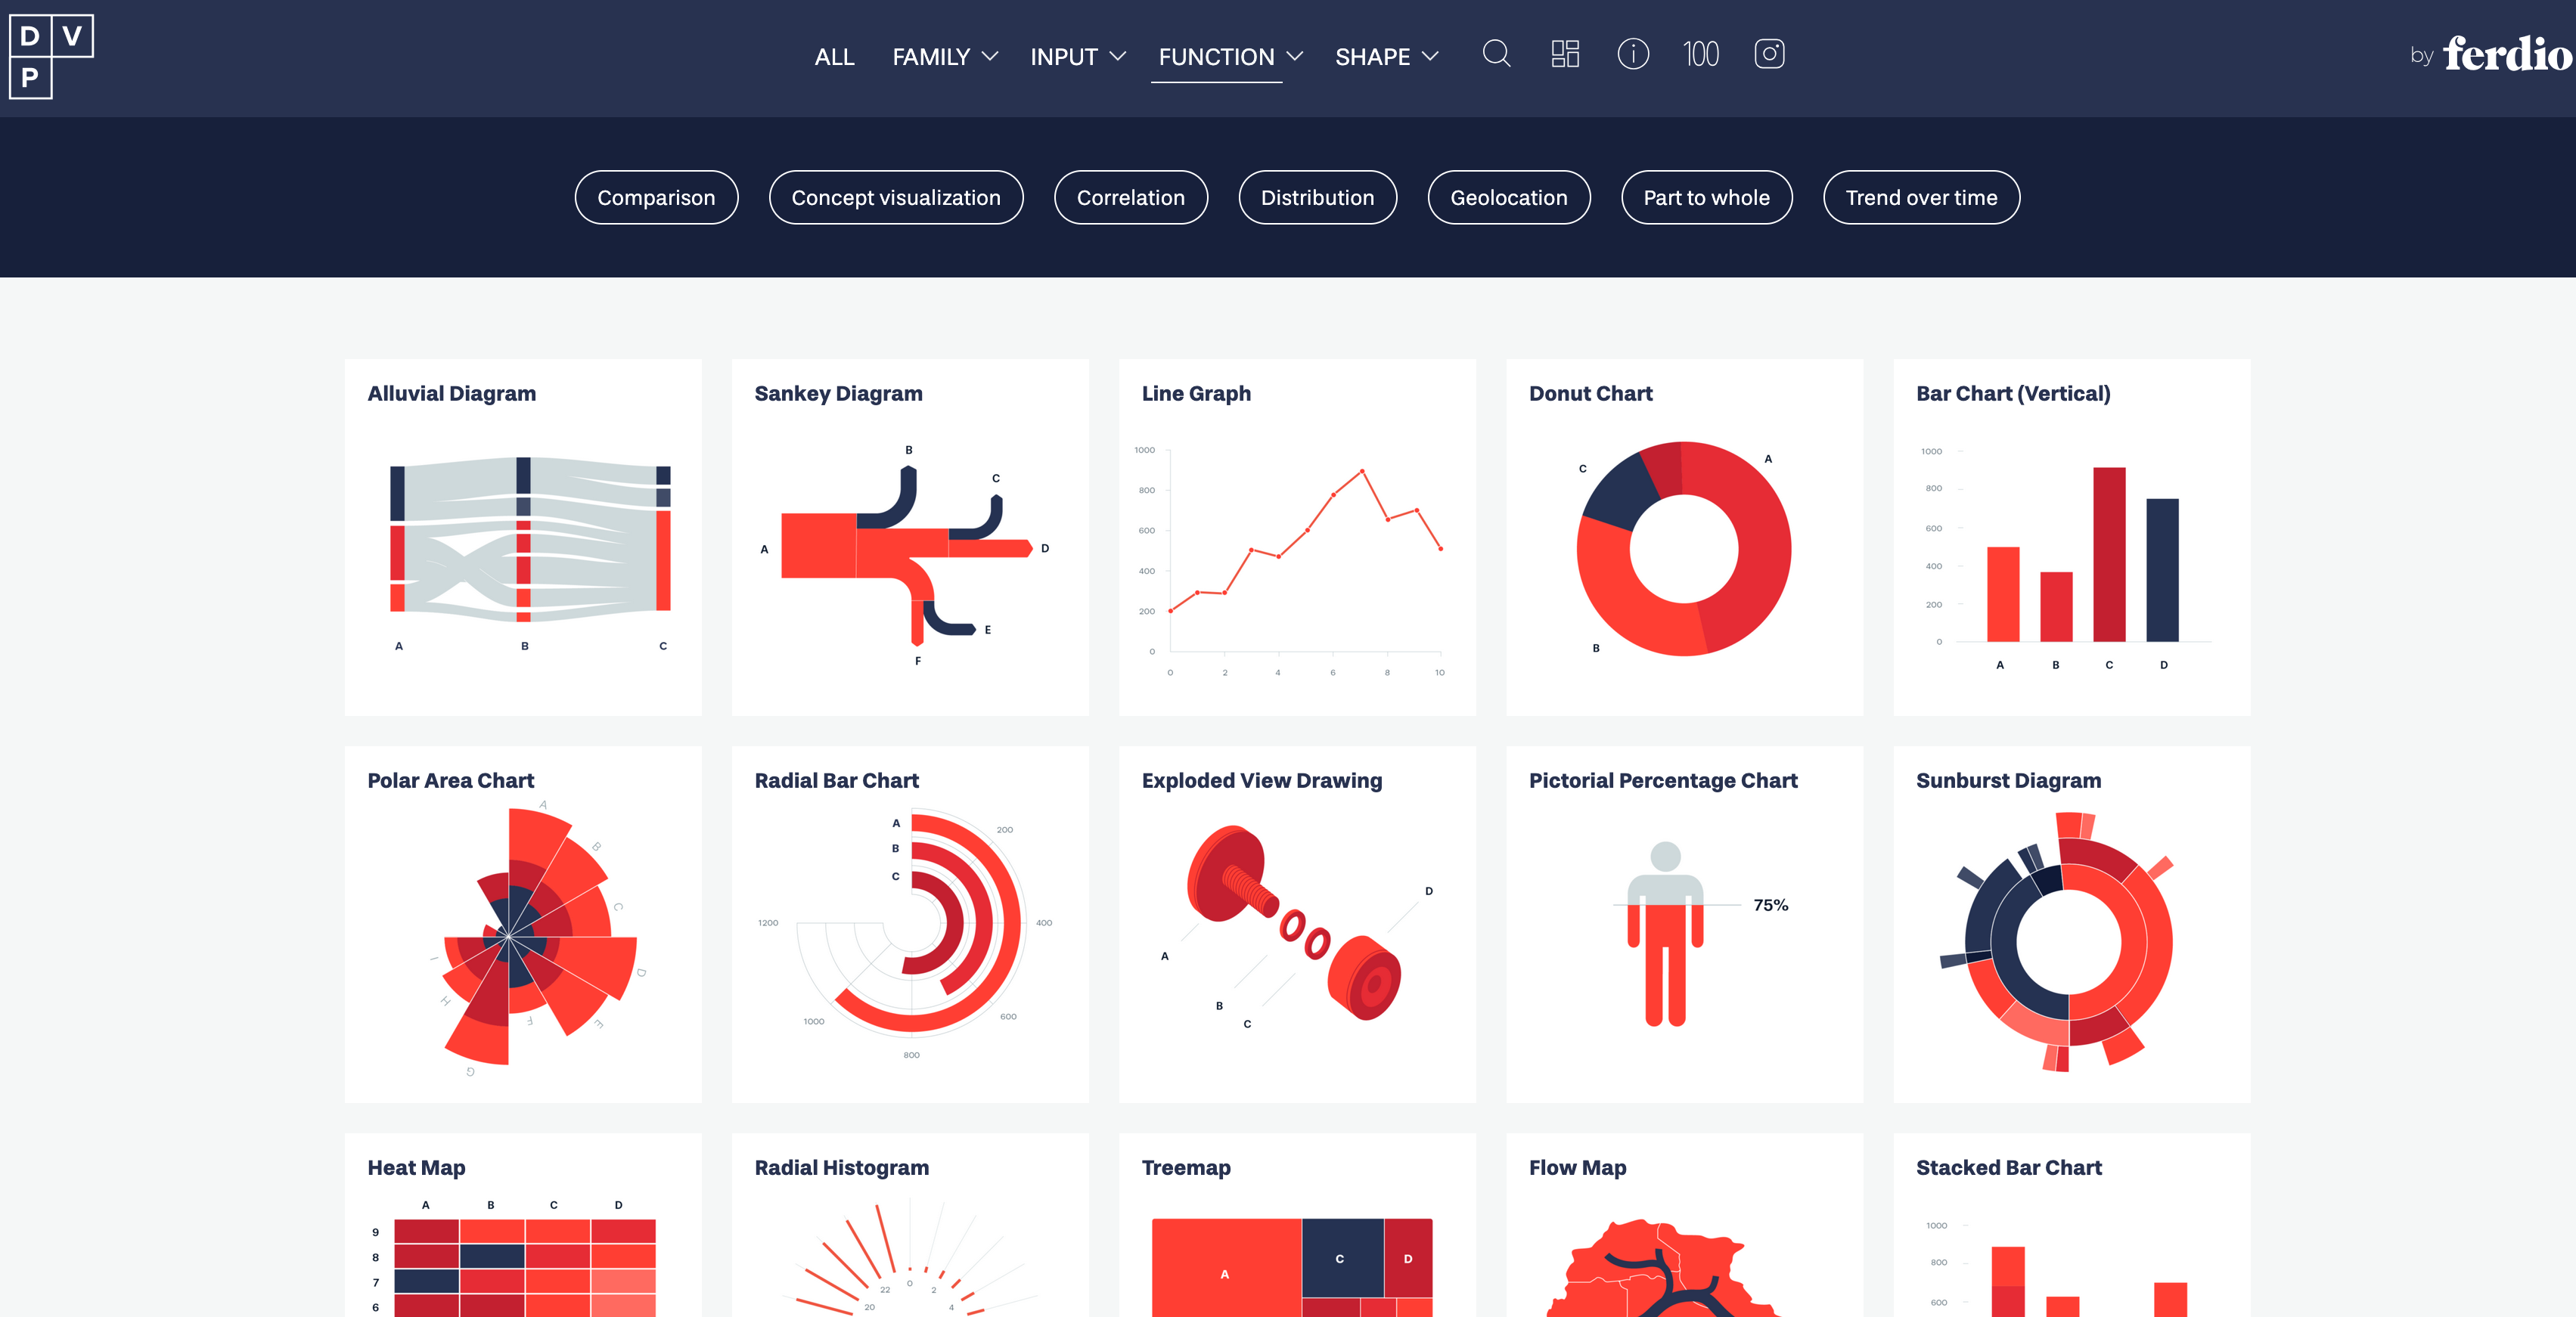 D V
P
ALL FAMILY INPUT FUNCTION SHAPE 100
by ferdio
Comparison Concept visualization Correlation Distribution Geolocation Part to whole Trend over time
Alluvial Diagram
A B C
Sankey Diagram
B
C
A
D
E
F
Line Graph
1000
800
600
400
200
0
0 2 4 6 8 10
Donut Chart
A
C
B
Bar Chart (Vertical)
1000
800
600
400
200
0
A B C D
Polar Area Chart
A
B
C
D
E
F
G
H
I
Radial Bar Chart
A
B
C
200
400
600
800
1000
1200
Exploded View Drawing
D
A
B
C
Pictorial Percentage Chart
75%
Sunburst Diagram
Heat Map
A B C D
9
8
7
6
Radial Histogram
22 0 2
20 4
Treemap
A C D
Flow Map
Stacked Bar Chart
1000
800
600